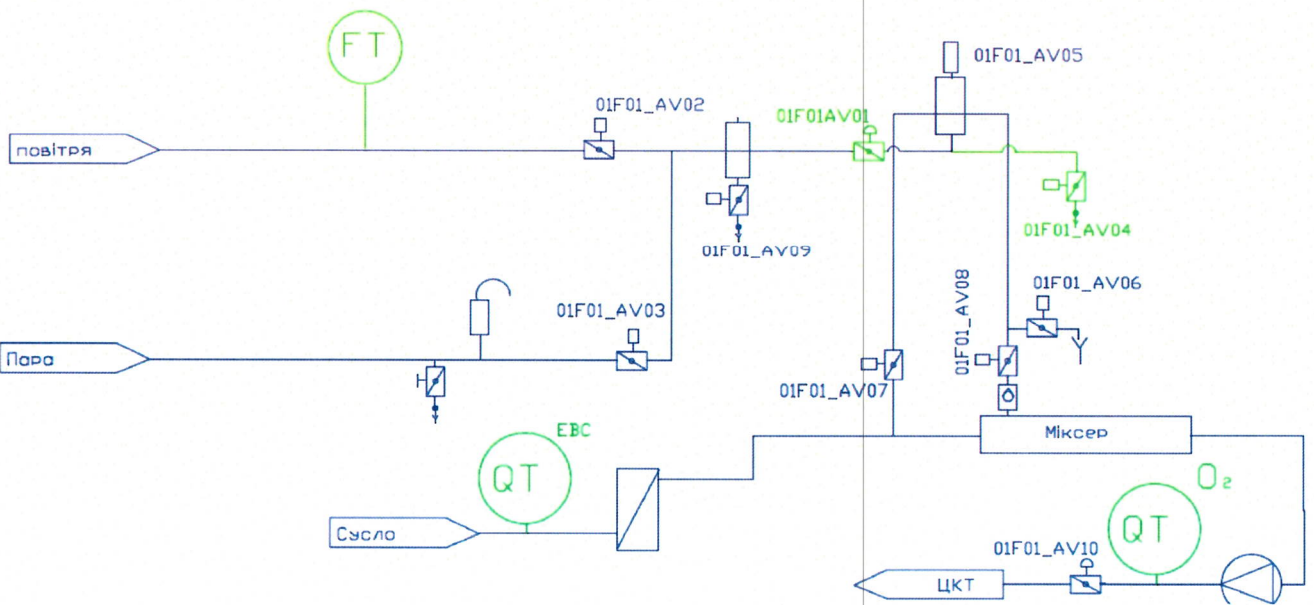 FT
01F01_AV05
01F01_AV02
01F01AV01
повітря
01F01_AV04
01F01_AV09
01F01_AV08
01F01_AV06
01F01_AV03
Пара
01F01_AV07
EBC
Міксер
QT
O₂
Сусло
QT
01F01_AV10
ЦКТ